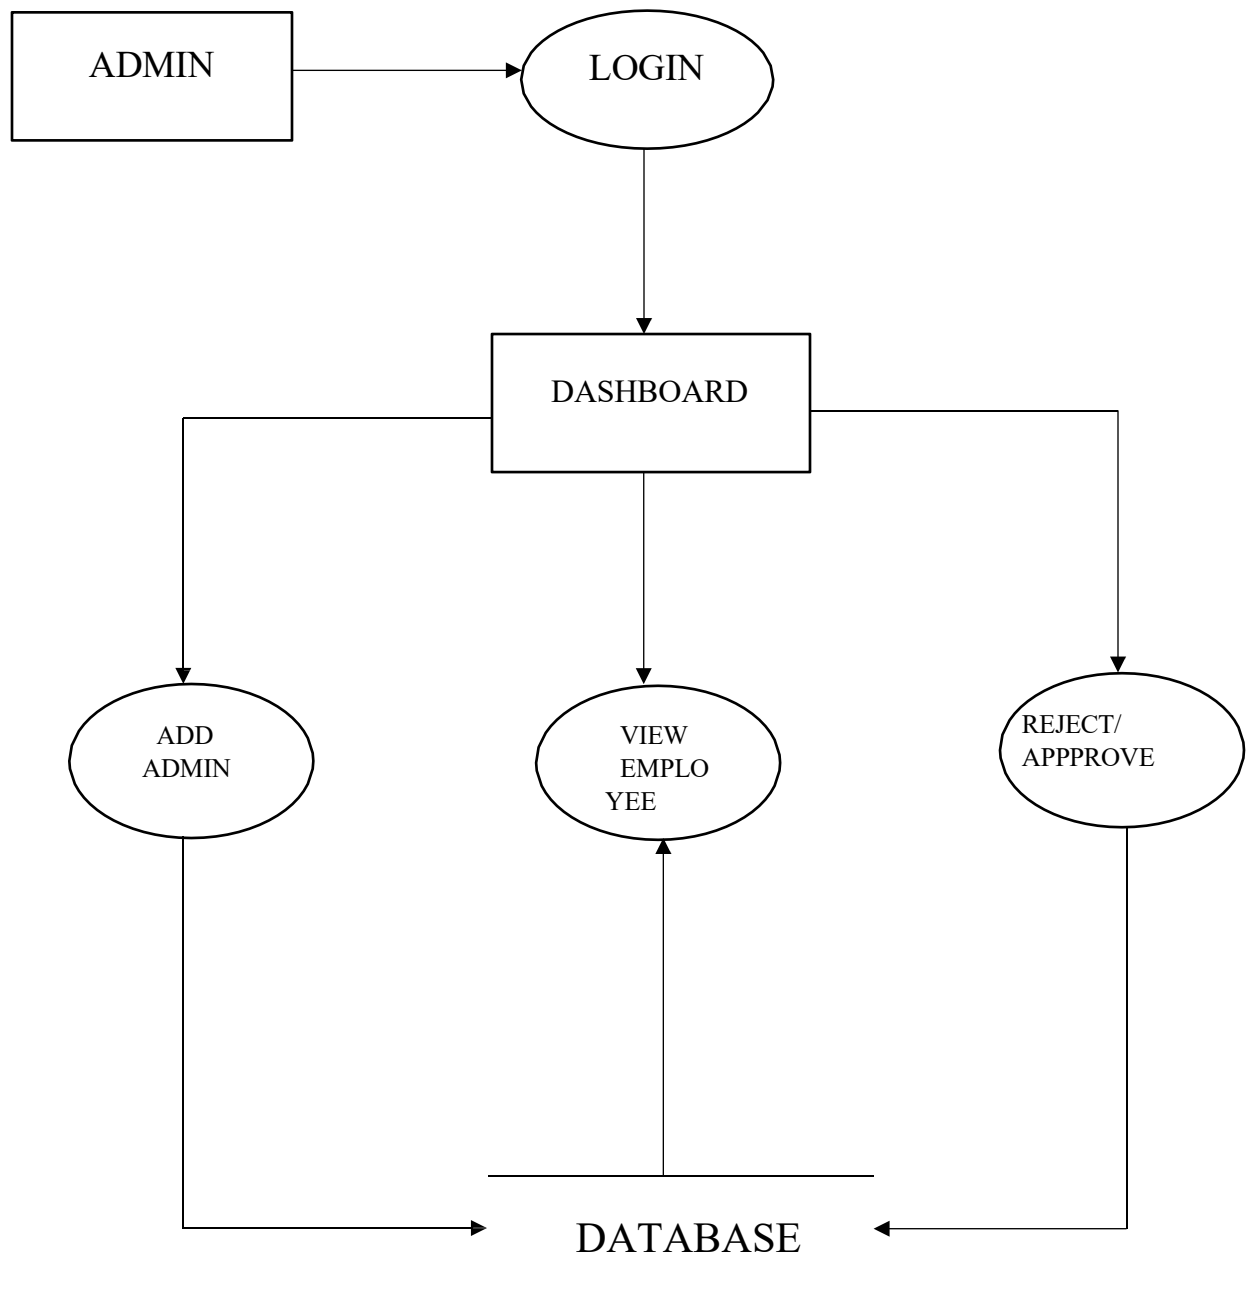 ADMIN
LOGIN
DASHBOARD
ADD
ADMIN
VIEW
EMPLO
YEE
REJECT/
APPPROVE
DATABASE